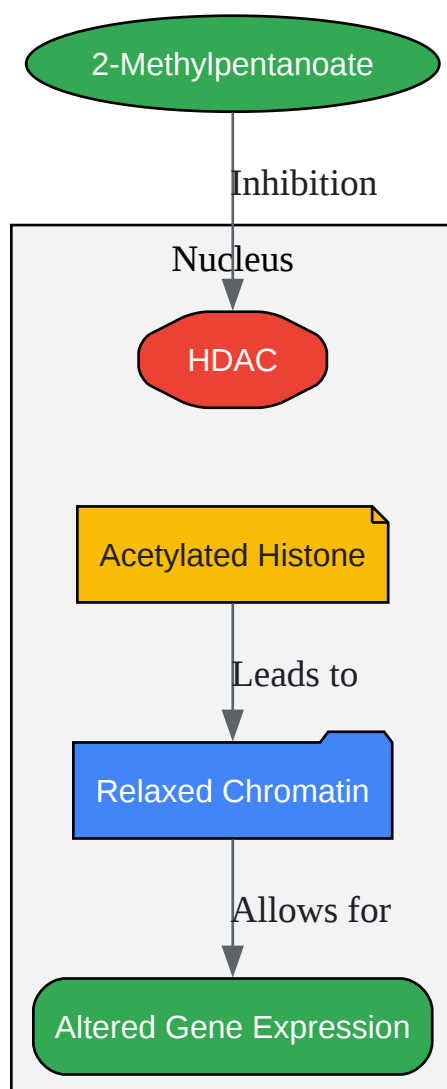 2-Methylpentanoate
Inhibition
Nucleus
HDAC
Acetylated Histone
Leads to
Relaxed Chromatin
Allows for
Altered Gene Expression